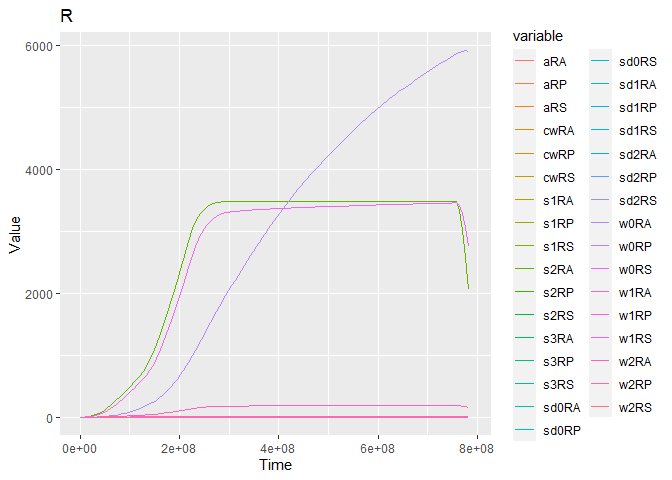 R
6000
4000
2000
0
Value
0e+00
2e+08
4e+08
6e+08
8e+08
Time
variable
aRA
aRP
aRS
cwRA
cwRP
cwRS
s1RA
s1RP
s1RS
s2RA
s2RP
s2RS
s3RA
s3RP
s3RS
sd0RA
sd0RP
sd0RS
sd1RA
sd1RP
sd1RS
sd2RA
sd2RP
sd2RS
w0RA
w0RP
w0RS
w1RA
w1RP
w1RS
w2RA
w2RP
w2RS